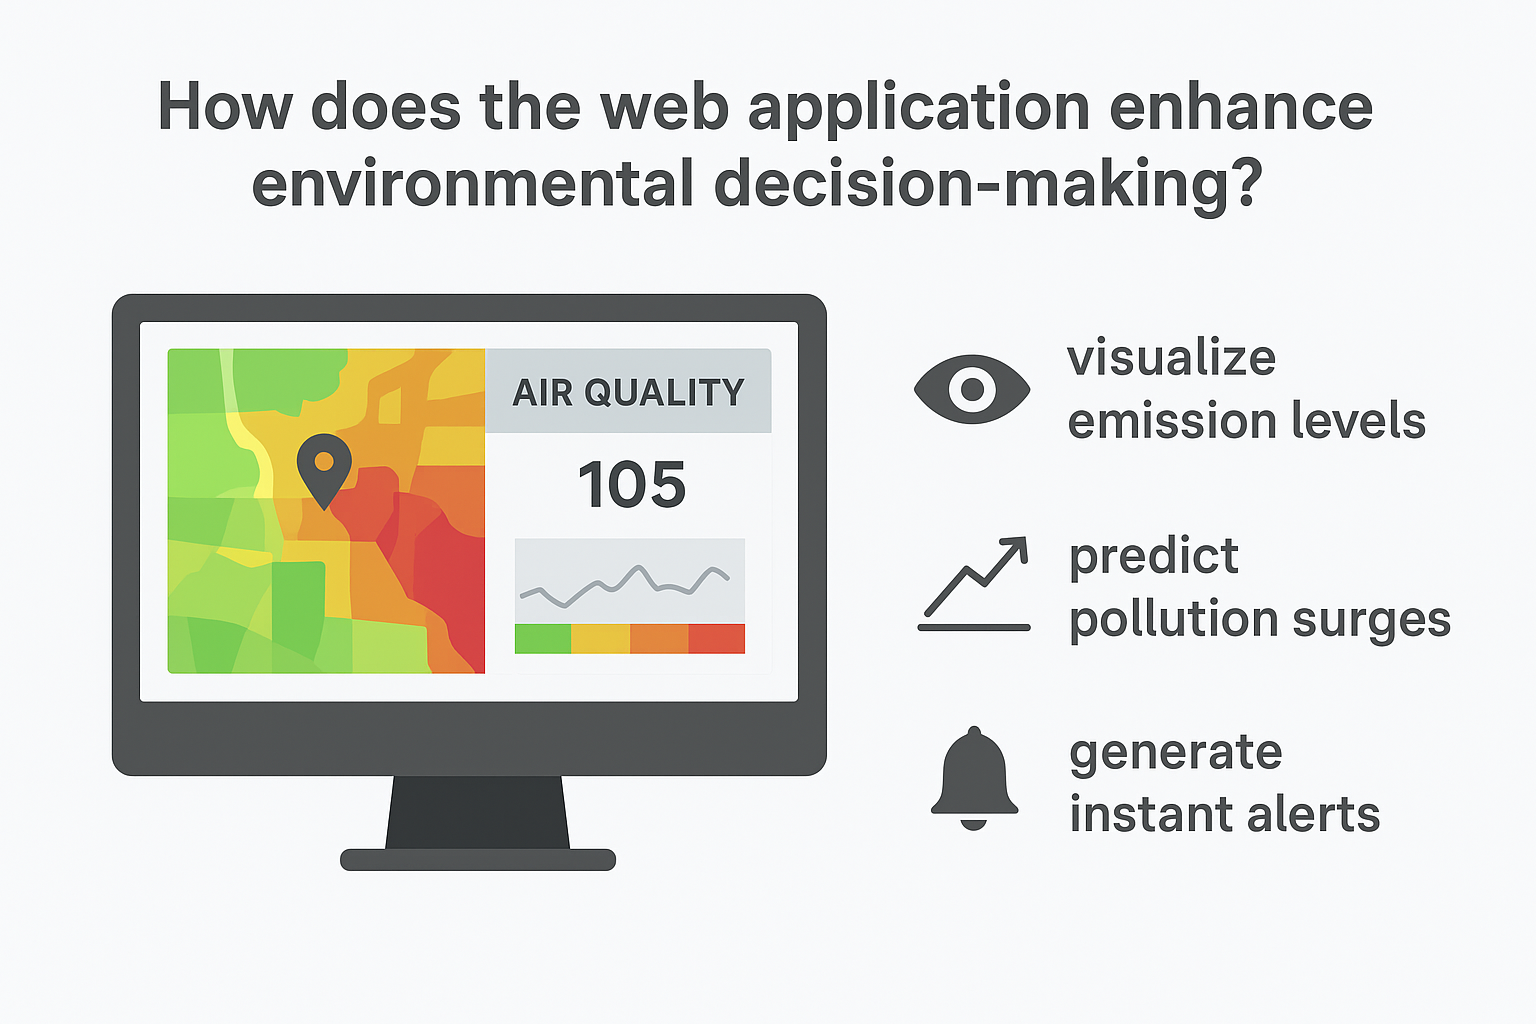 How does the web application enhance
environmental decision-making?
AIR QUALITY
105
visualize
emission levels
predict
pollution surges
generate
instant alerts